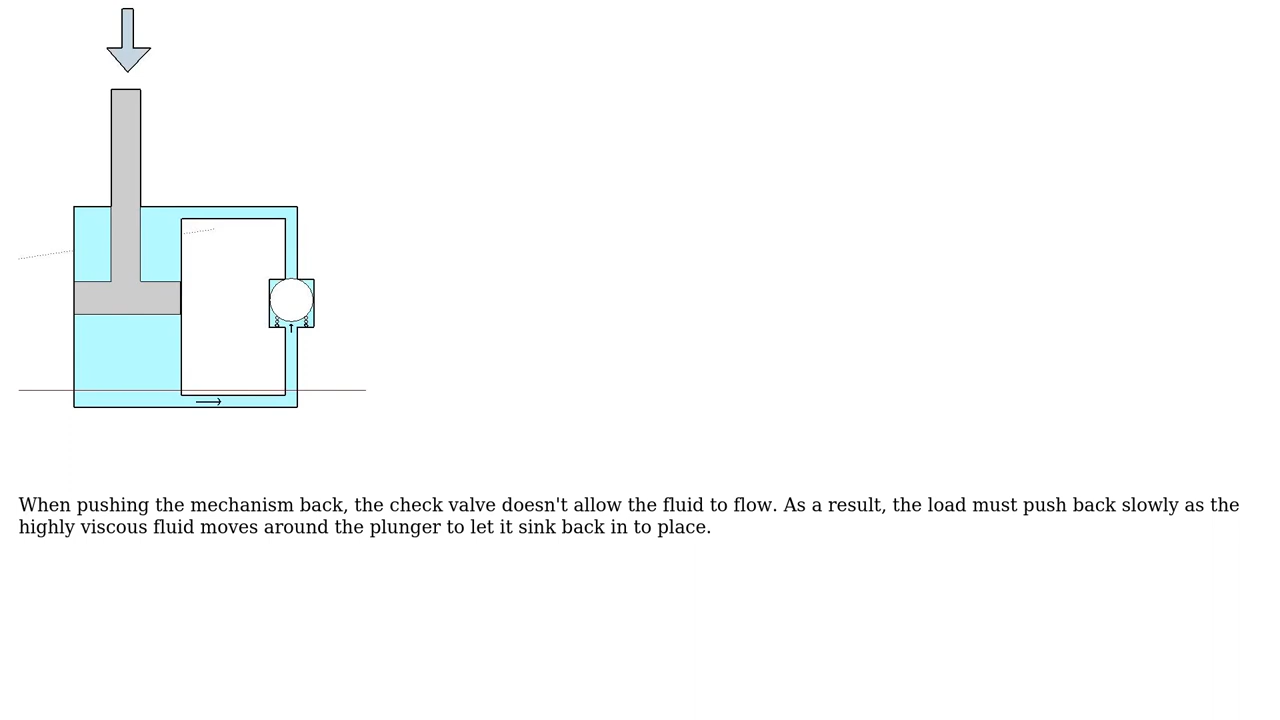 When pushing the mechanism back, the check valve doesn't allow the fluid to flow. As a result, the load must push back slowly as the
highly viscous fluid moves around the plunger to let it sink back in to place.